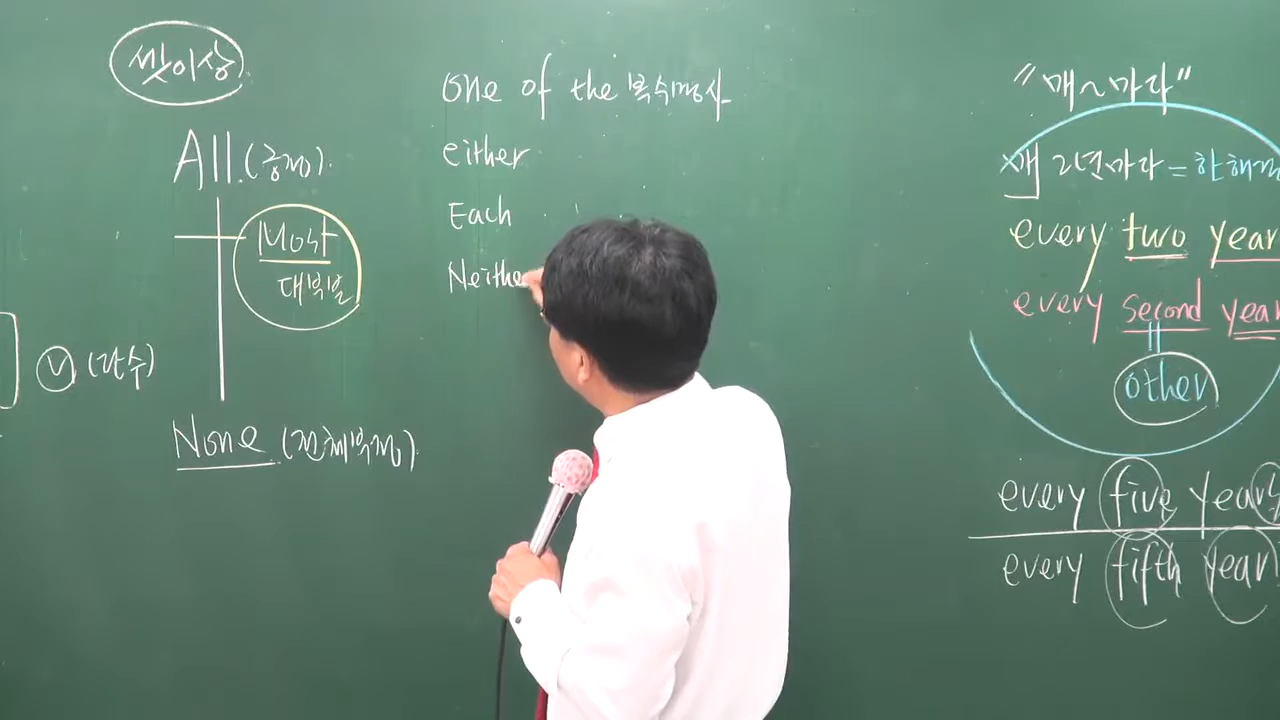 셋이상
All.(긍정).
Most
대부분
Ⓥ (단수)
None (전체부정)
One of the 복수명사
either
Each
Neithe
"매~마다"
매 2년마다 = 한해
every two year
every second year
other
every five years
every fifth year